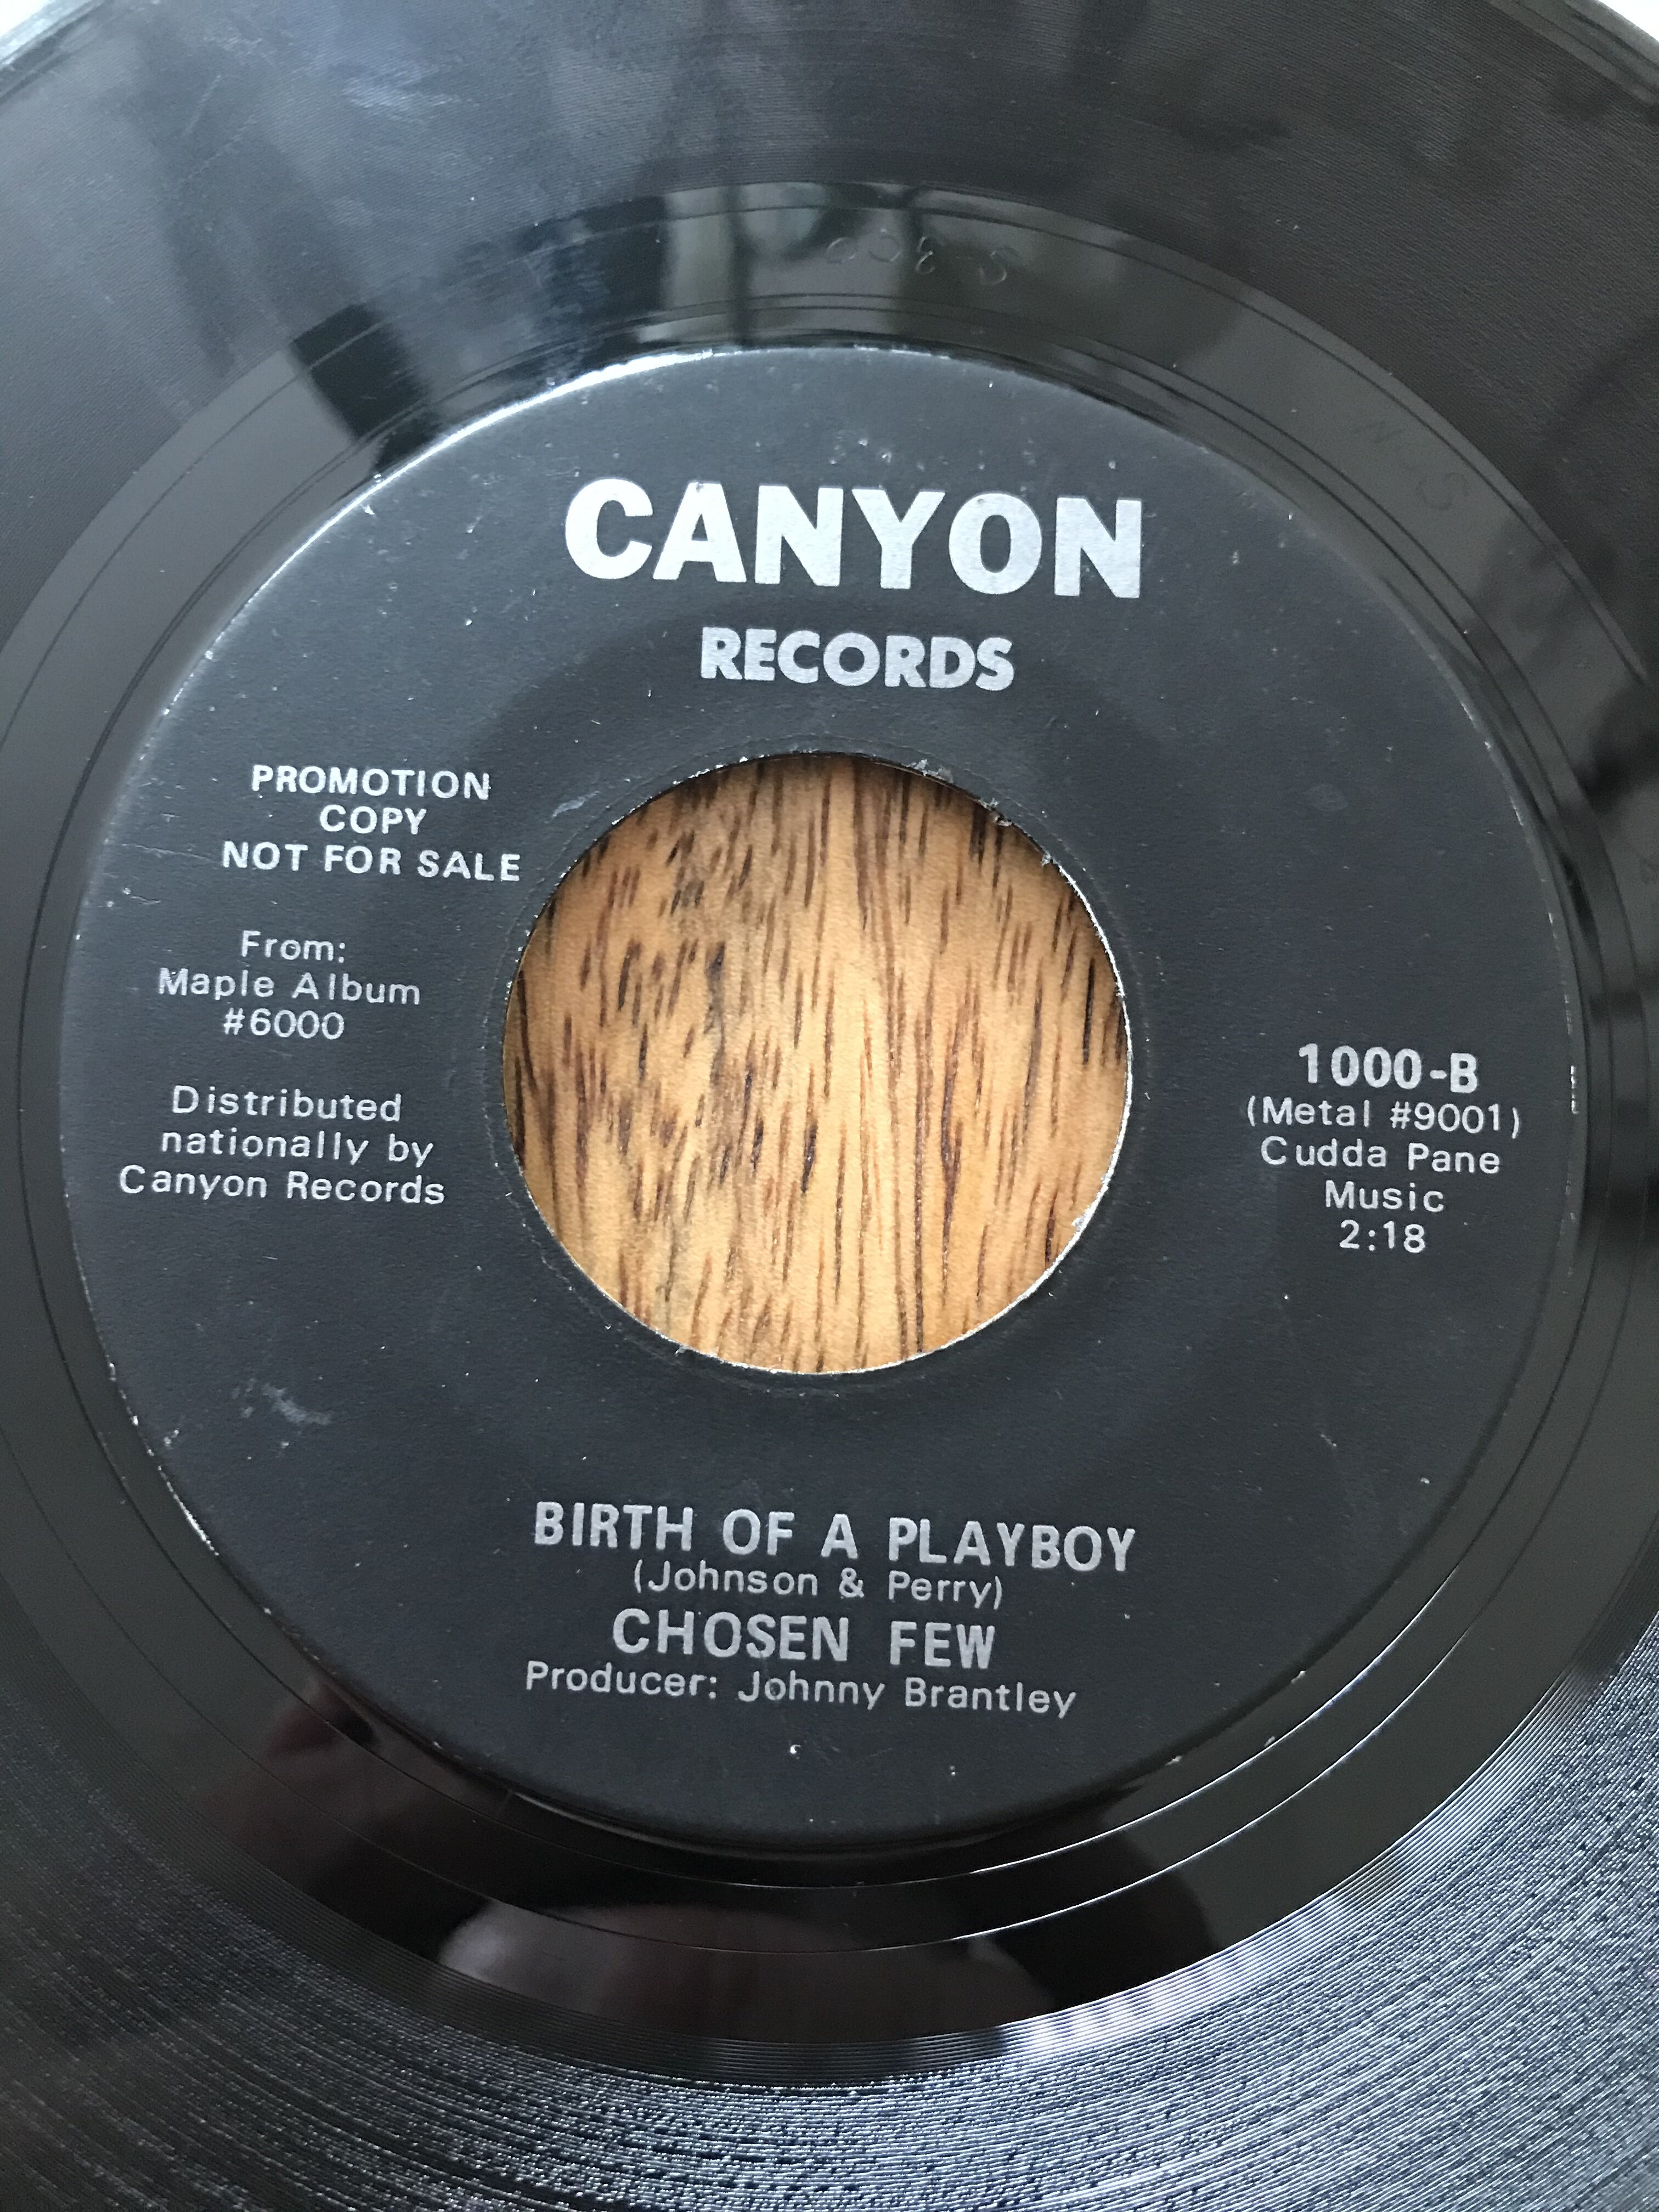 CANYON
RECORDS
PROMOTION
COPY
NOT FOR SALE
From:
Maple Album
#6000
Distributed
nationally by
Canyon Records
1000-B
(Metal #9001)
Cudda Pane
Music
2:18
BIRTH OF A PLAYBOY
(Johnson & Perry)
CHOSEN FEW
Producer: Johnny Brantley